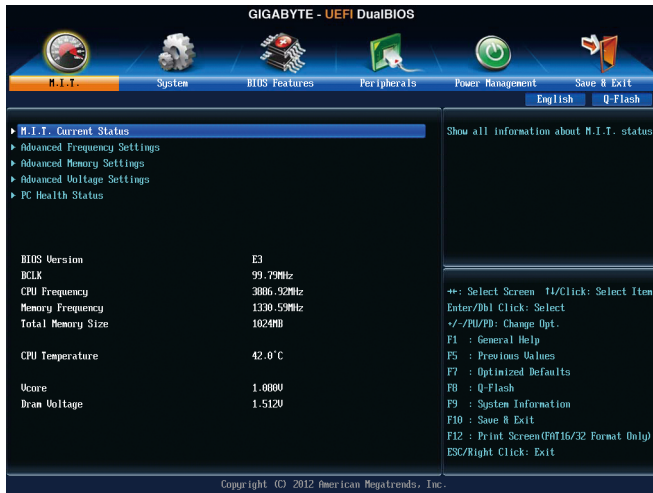 GIGABYTE - UEFI DualBIOS
M.I.T.
System
BIOS Features
Peripherals
Power Management
Save & Exit
English
Q-Flash
M.I.T. Current Status
Advanced Frequency Settings
Advanced Memory Settings
Advanced Voltage Settings
PC Health Status
BIOS Version E3
BCLK 99.79MHz
CPU Frequency 3886.92MHz
Memory Frequency 1330.59MHz
Total Memory Size 1024MB
CPU Temperature 42.0°C
Vcore 1.080V
Dram Voltage 1.512V
Show all information about M.I.T. status
→←: Select Screen ↑↓/Click: Select Item
Enter/Dbl Click: Select
+/-/PU/PD: Change Opt.
F1 : General Help
F5 : Previous Values
F7 : Optimized Defaults
F8 : Q-Flash
F9 : System Information
F10 : Save & Exit
F12 : Print Screen(FAT16/32 Format Only)
ESC/Right Click: Exit
Copyright (C) 2012 American Megatrends, Inc.